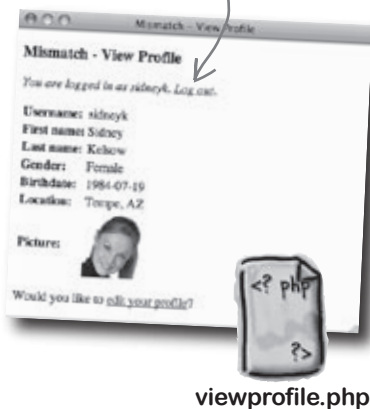 Mismatch - View Profile
Mismatch - View Profile
You are logged in as sidneyk. Log out.
Username: sidneyk
First name: Sidney
Last name: Kelsow
Gender: Female
Birthdate: 1984-07-19
Location: Tempe, AZ
Picture:
Would you like to edit your profile?
<? php
?>
viewprofile.php